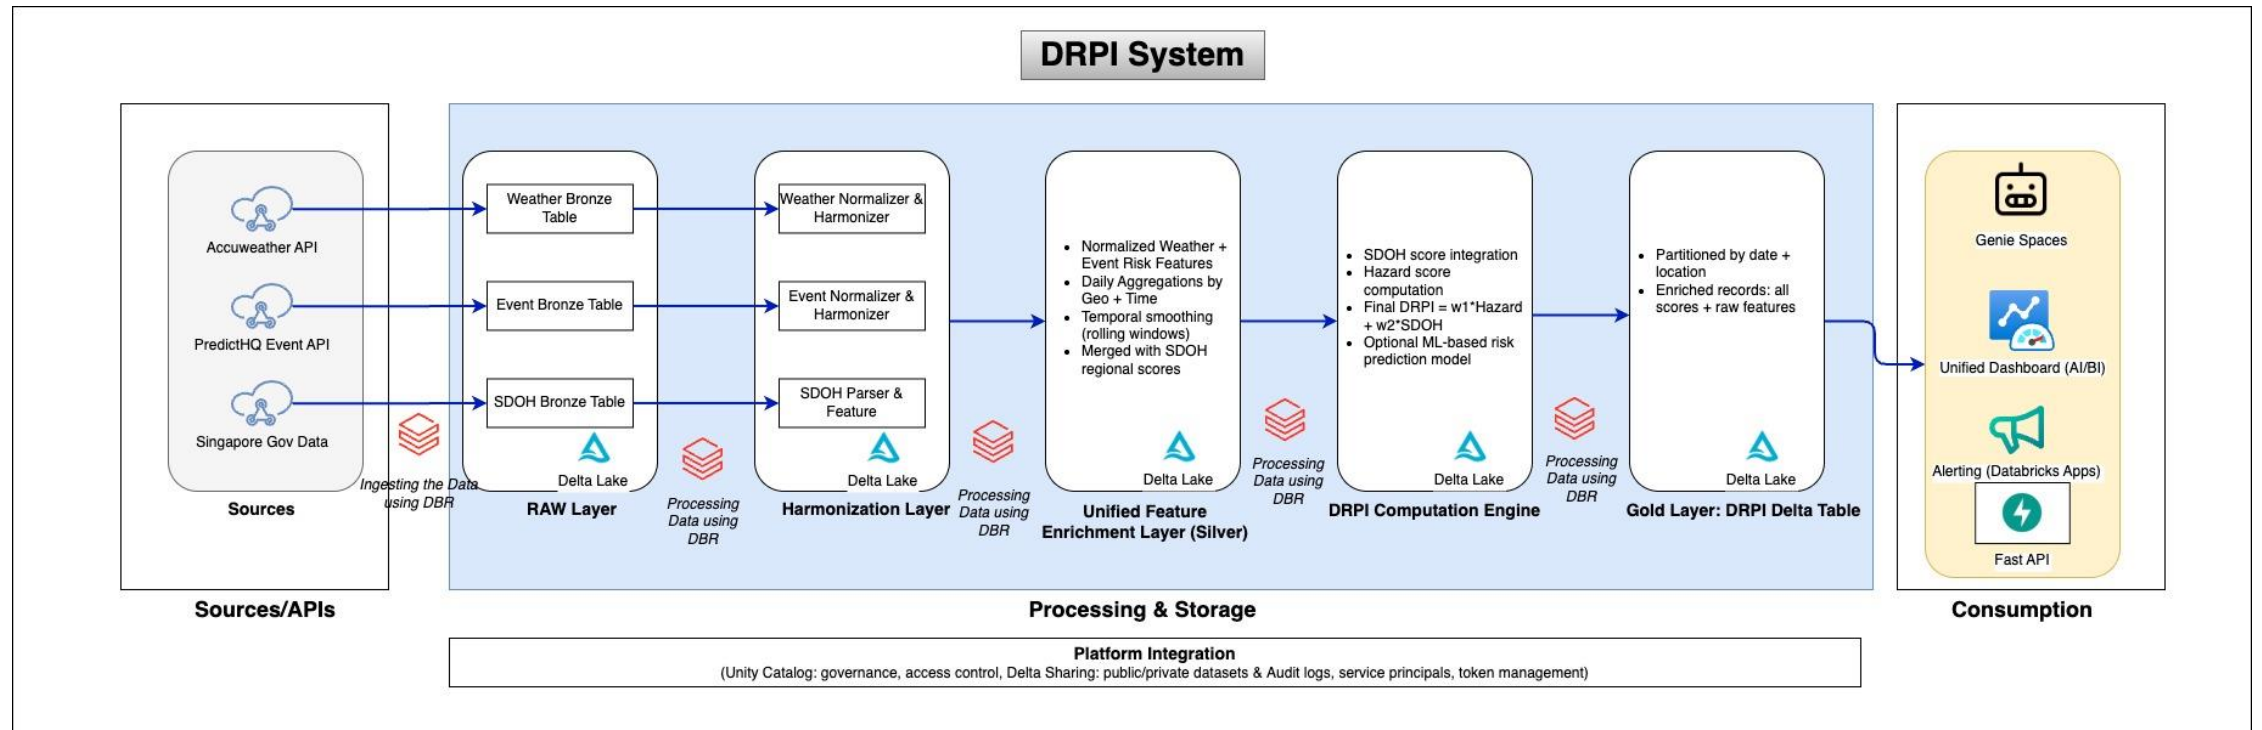 DRPI System
Accuweather API
PredictHQ Event API
Singapore Gov Data
Sources
Sources/APIs
Ingesting the Data
using DBR
Weather Bronze
Table
Event Bronze Table
SDOH Bronze Table
Delta Lake
RAW Layer
Processing
Data using
DBR
Weather Normalizer &
Harmonizer
Event Normalizer &
Harmonizer
SDOH Parser &
Feature
Delta Lake
Harmonization Layer
Processing
Data using
DBR
• Normalized Weather +
Event Risk Features
• Daily Aggregations by
Geo + Time
• Temporal smoothing
(rolling windows)
• Merged with SDOH
regional scores
Delta Lake
Unified Feature
Enrichment Layer (Silver)
Processing
Data using
DBR
• SDOH score integration
• Hazard score
computation
• Final DRPI = w1*Hazard
+ w2*SDOH
• Optional ML-based risk
prediction model
Delta Lake
DRPI Computation Engine
Processing
Data using
DBR
• Partitioned by date +
location
• Enriched records: all
scores + raw features
Delta Lake
Gold Layer: DRPI Delta Table
Processing & Storage
Genie Spaces
Unified Dashboard (AI/BI)
Alerting (Databricks Apps)
Fast API
Consumption
Platform Integration
(Unity Catalog: governance, access control, Delta Sharing: public/private datasets & Audit logs, service principals, token management)